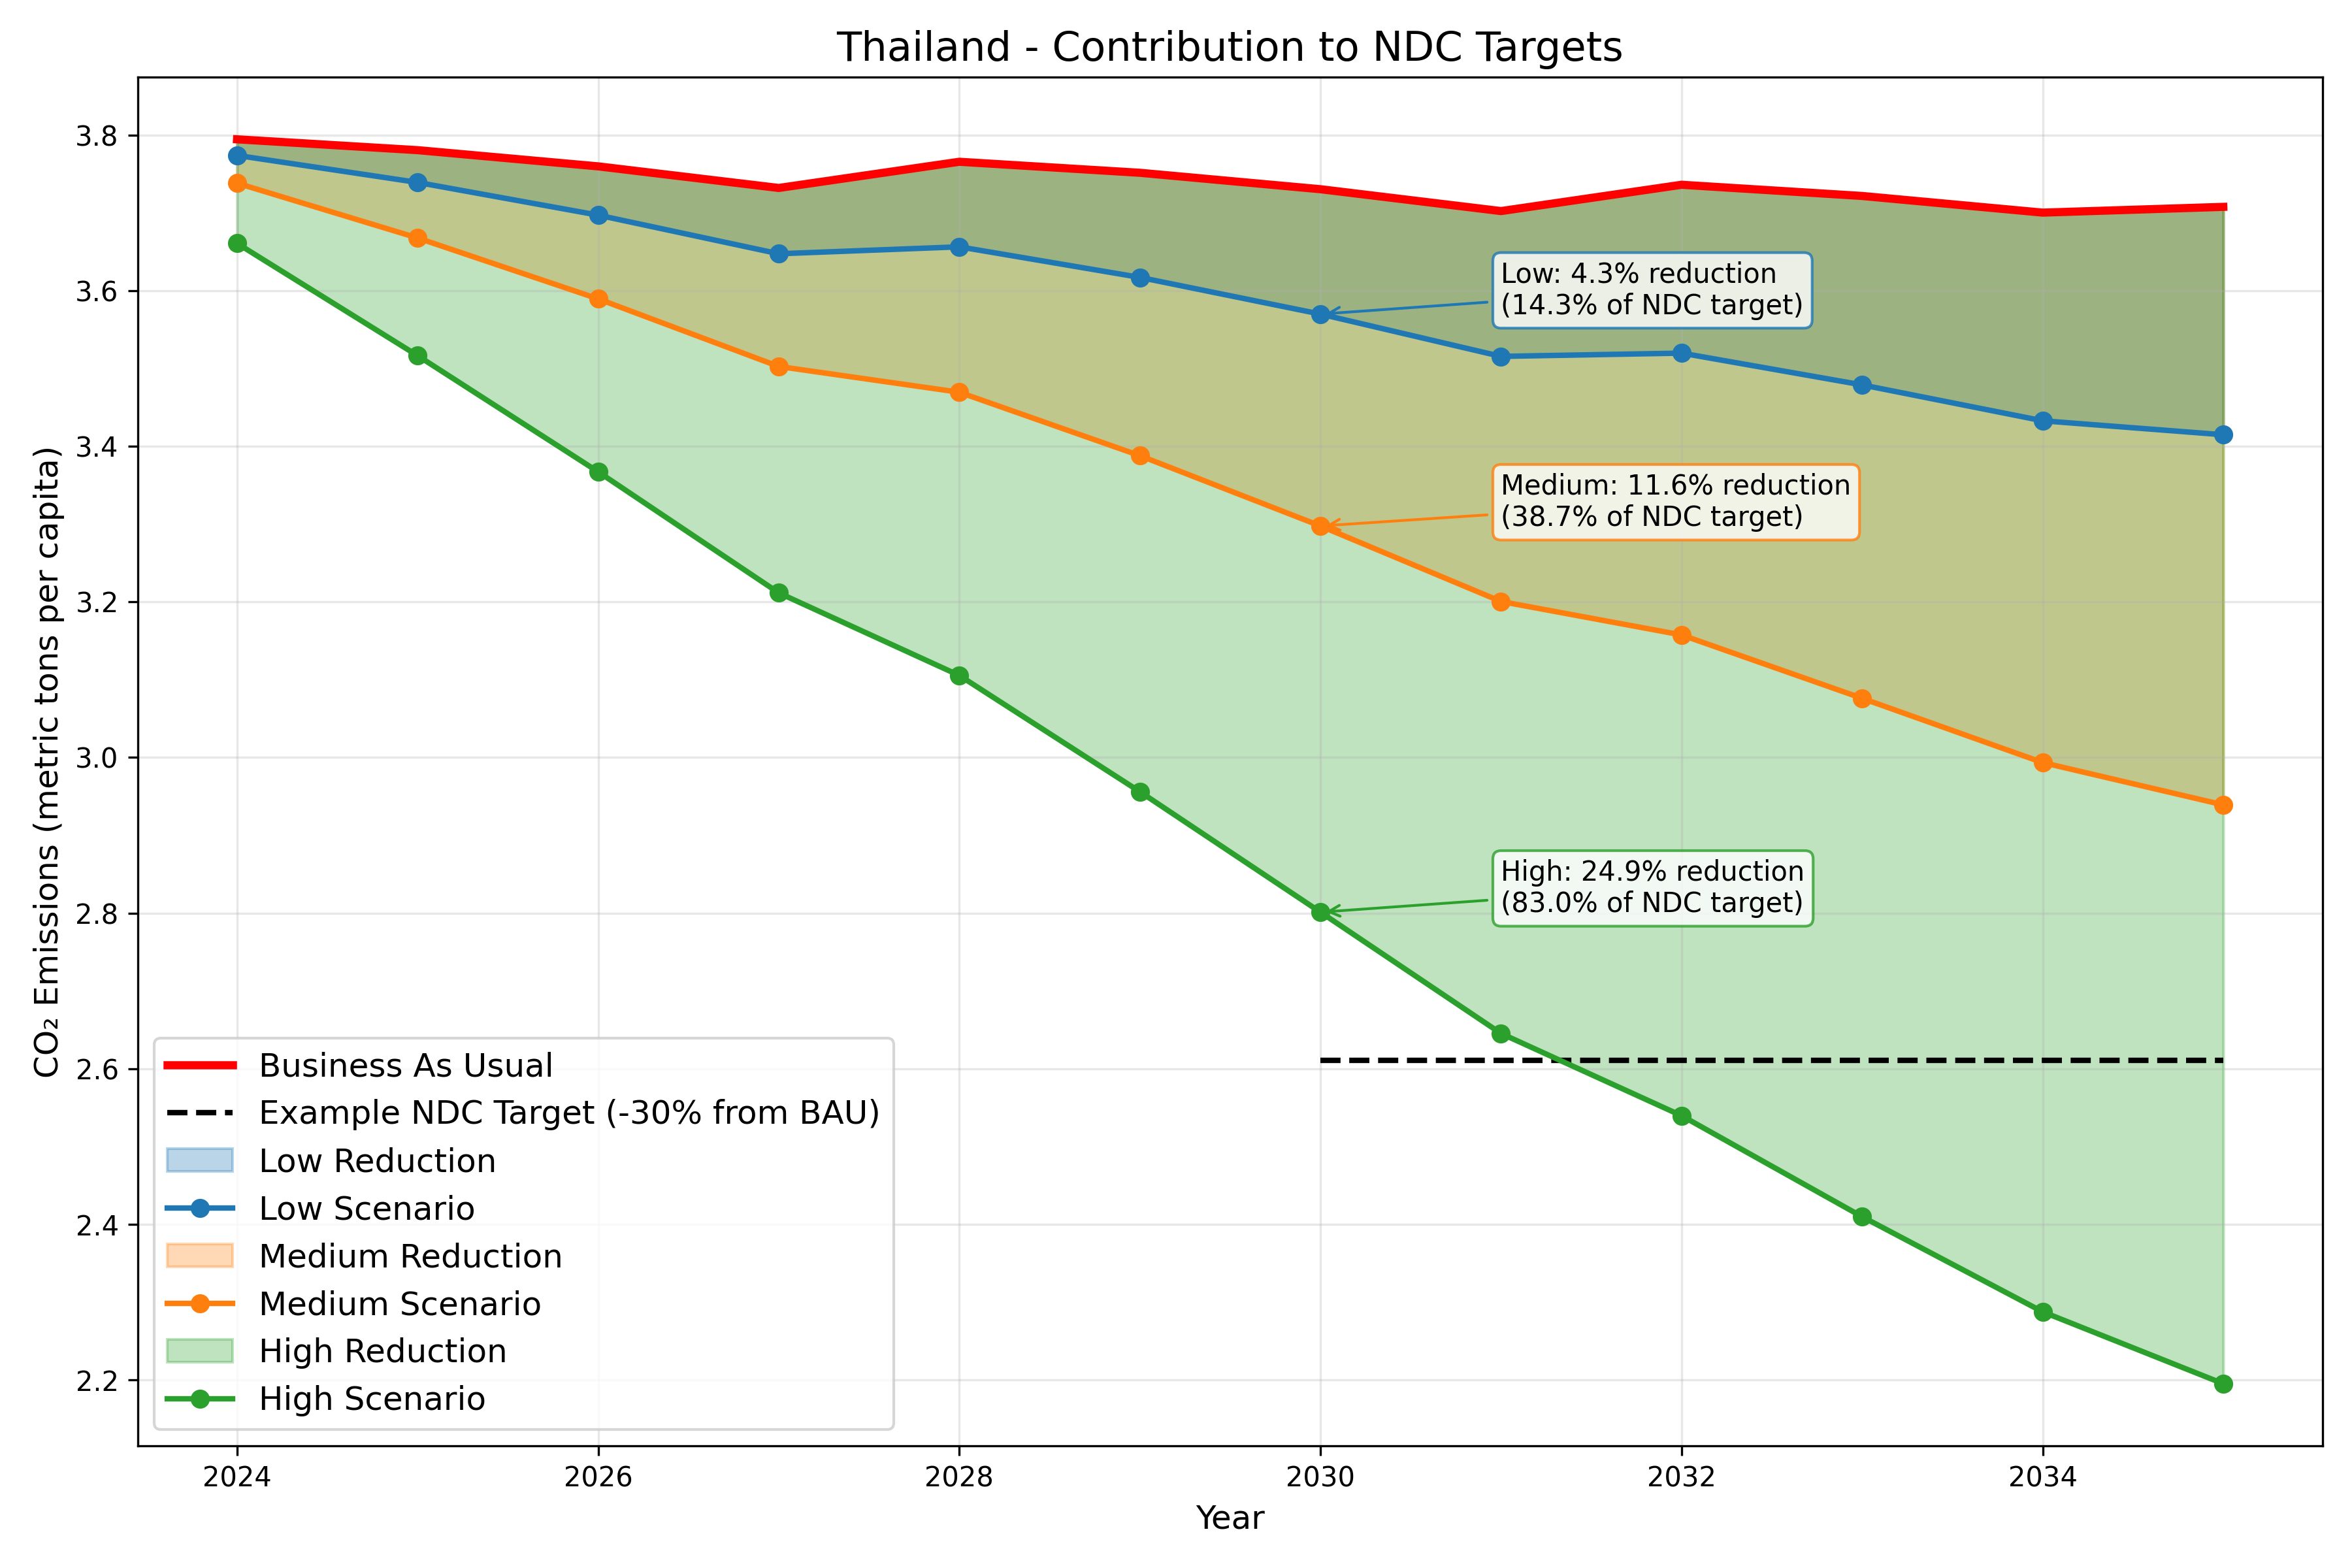 Thailand - Contribution to NDC Targets
CO₂ Emissions (metric tons per capita)
3.8
3.6
3.4
3.2
3.0
2.8
2.6
2.4
2.2
Low: 4.3% reduction
(14.3% of NDC target)
Medium: 11.6% reduction
(38.7% of NDC target)
High: 24.9% reduction
(83.0% of NDC target)
Business As Usual
Example NDC Target (-30% from BAU)
Low Reduction
Low Scenario
Medium Reduction
Medium Scenario
High Reduction
High Scenario
2024
2026
2028
2030
2032
2034
Year